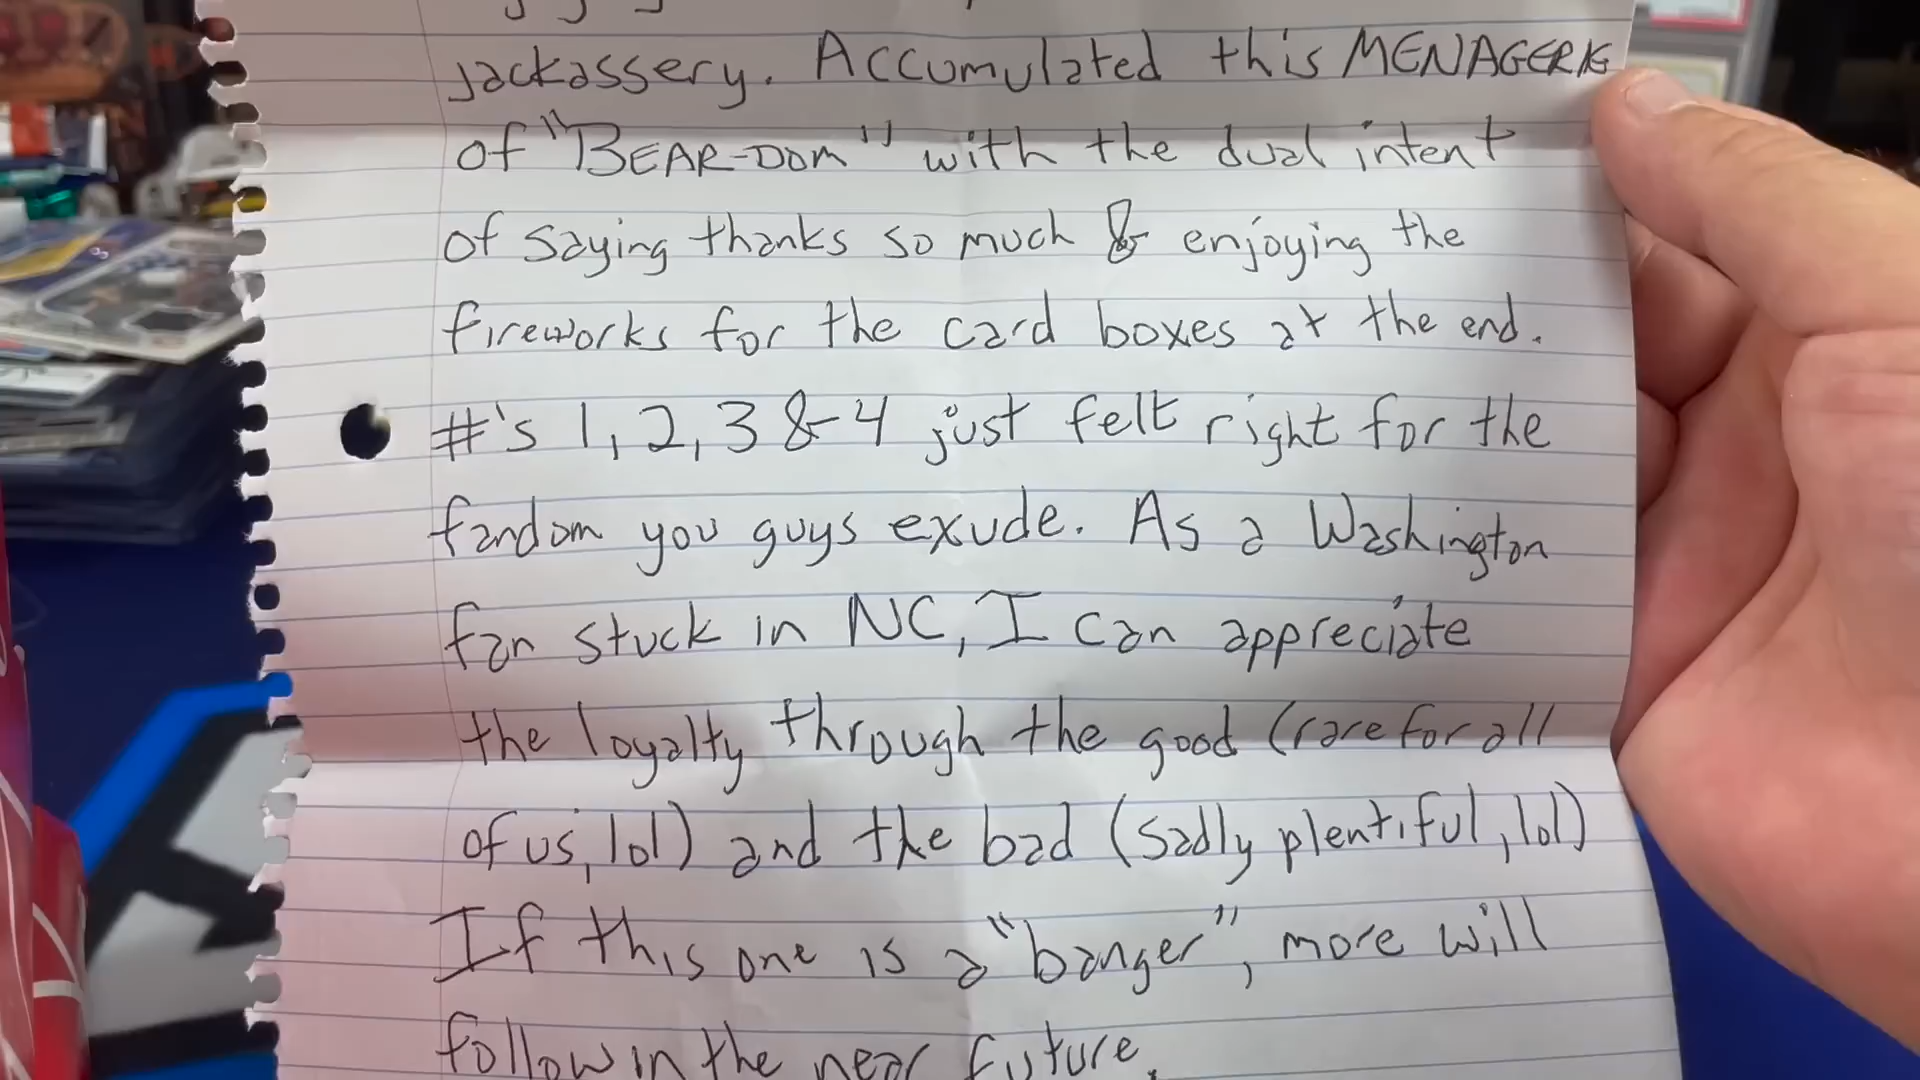 jackassery. Accumulated this MENAGERIE
of "BEAR-DOM" with the dual intent
of saying thanks so much & enjoying the
fireworks for the card boxes at the end.
#'s 1, 2, 3 & 4 just felt right for the
fandom you guys exude. As a Washington
fan stuck in NC, I can appreciate
the loyalty through the good (rare for all
of us, lol) and the bad (sadly plentiful, lol)
If this one is a "banger", more will
follow in the near future.